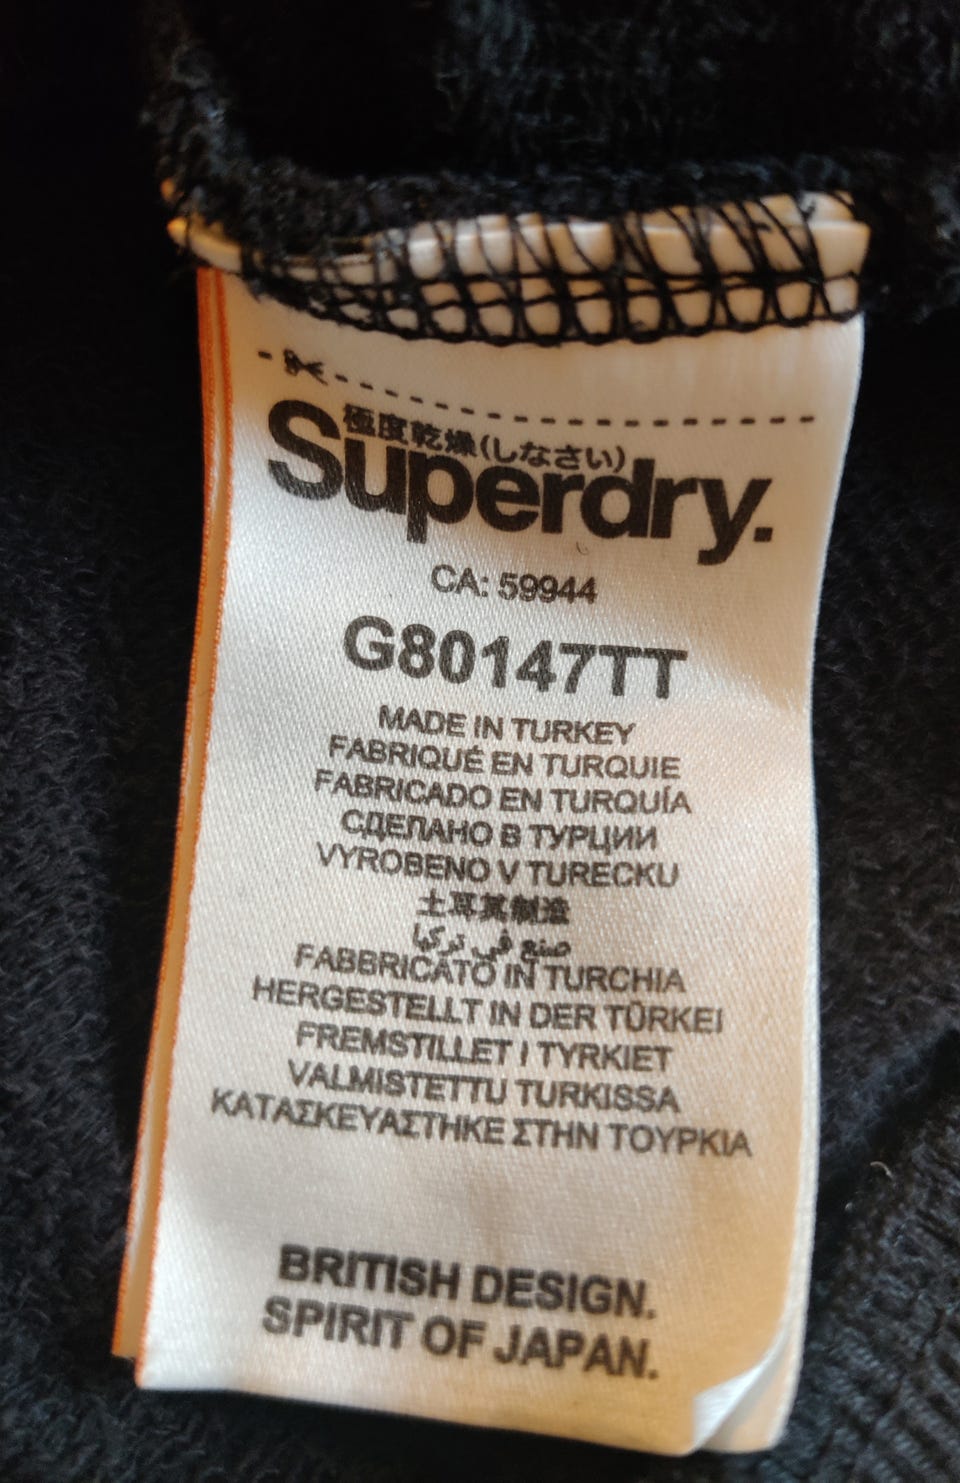 極度乾燥(しなさい)
Superdry.
CA: 59944
G80147TT
MADE IN TURKEY
FABRIQUÉ EN TURQUIE
FABRICADO EN TURQUÍA
СДЕЛАНО В ТУРЦИИ
VYROBENO V TURECKU
土耳其制造
صنع في تركيا
FABBRICATO IN TURCHIA
HERGESTELLT IN DER TÜRKEI
FREMSTILLET I TYRKIET
VALMISTETTU TURKISSA
ΚΑΤΑΣΚΕΥΑΣΤΗΚΕ ΣΤΗΝ ΤΟΥΡΚΙΑ
BRITISH DESIGN.
SPIRIT OF JAPAN.